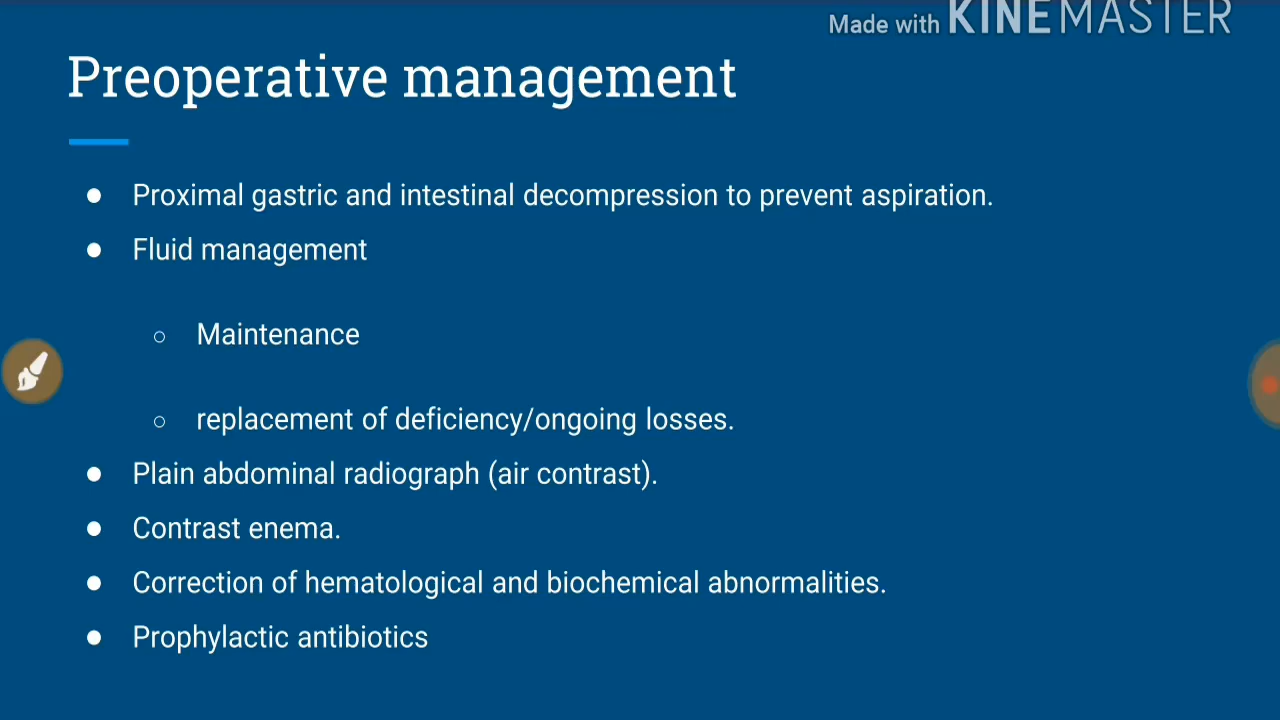 Made with KINEMASTER
Preoperative management
● Proximal gastric and intestinal decompression to prevent aspiration.
● Fluid management
○ Maintenance
○ replacement of deficiency/ongoing losses.
● Plain abdominal radiograph (air contrast).
● Contrast enema.
● Correction of hematological and biochemical abnormalities.
● Prophylactic antibiotics